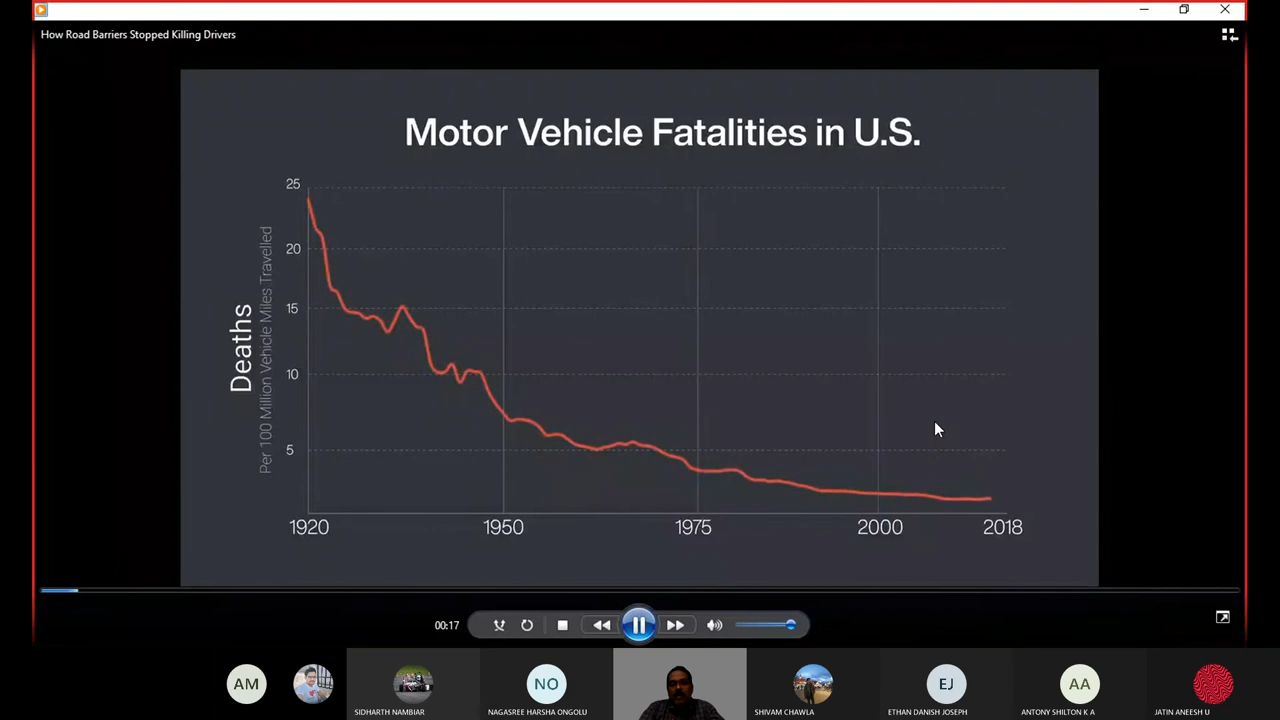 How Road Barriers Stopped Killing Drivers
Motor Vehicle Fatalities in U.S.
25
20
15
10
5
Deaths
Per 100 Million Vehicle Miles Travelled
1920 1950 1975 2000 2018
00:17
AM
NO
EJ
AA
SIDHARTH NAMBIAR
NAGASREE HARSHA ONGOLU
SHIVAM CHAWLA
ETHAN DANISH JOSEPH
ANTONY SHILTON K A
JATIN ANEESH U